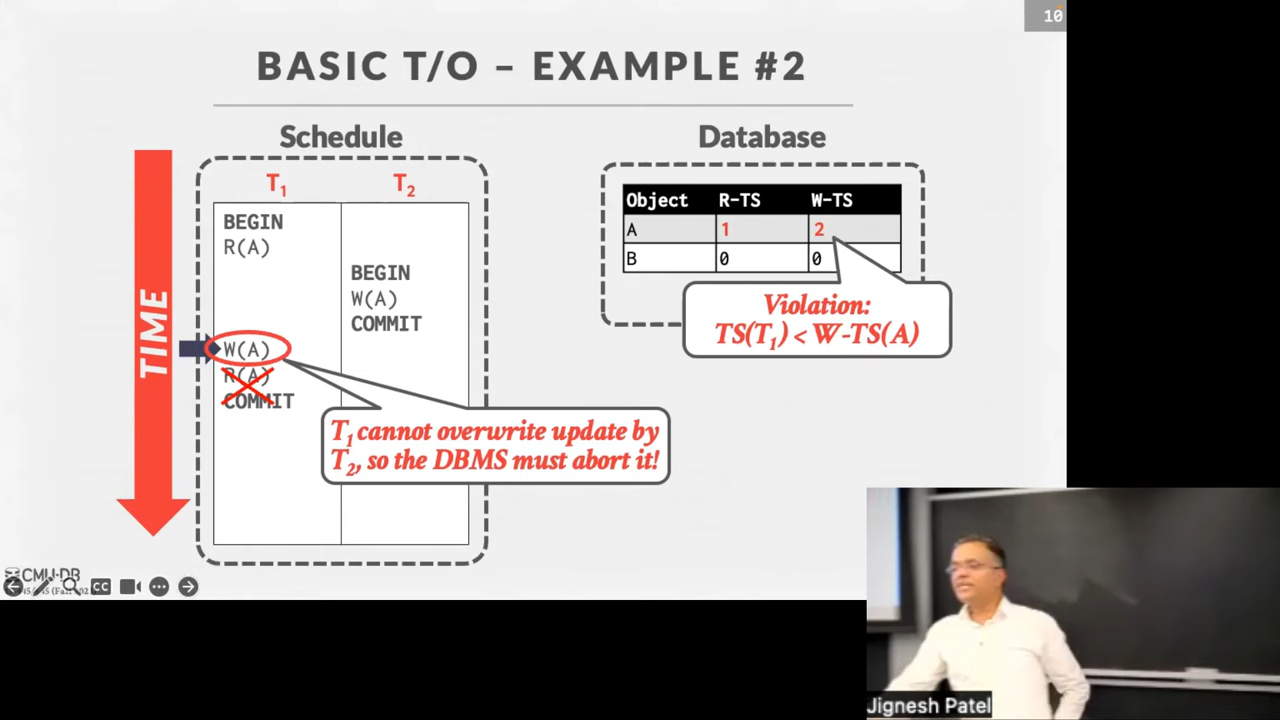 10
BASIC T/O – EXAMPLE #2
Schedule
Database
T1
T2
BEGIN
R(A)
BEGIN
W(A)
COMMIT
W(A)
R(A)
COMMIT
TIME
Object R-TS W-TS
A 1 2
B 0 0
Violation:
TS(T1) < W-TS(A)
T1 cannot overwrite update by
T2, so the DBMS must abort it!
CMU-DB
CC
Jignesh Patel